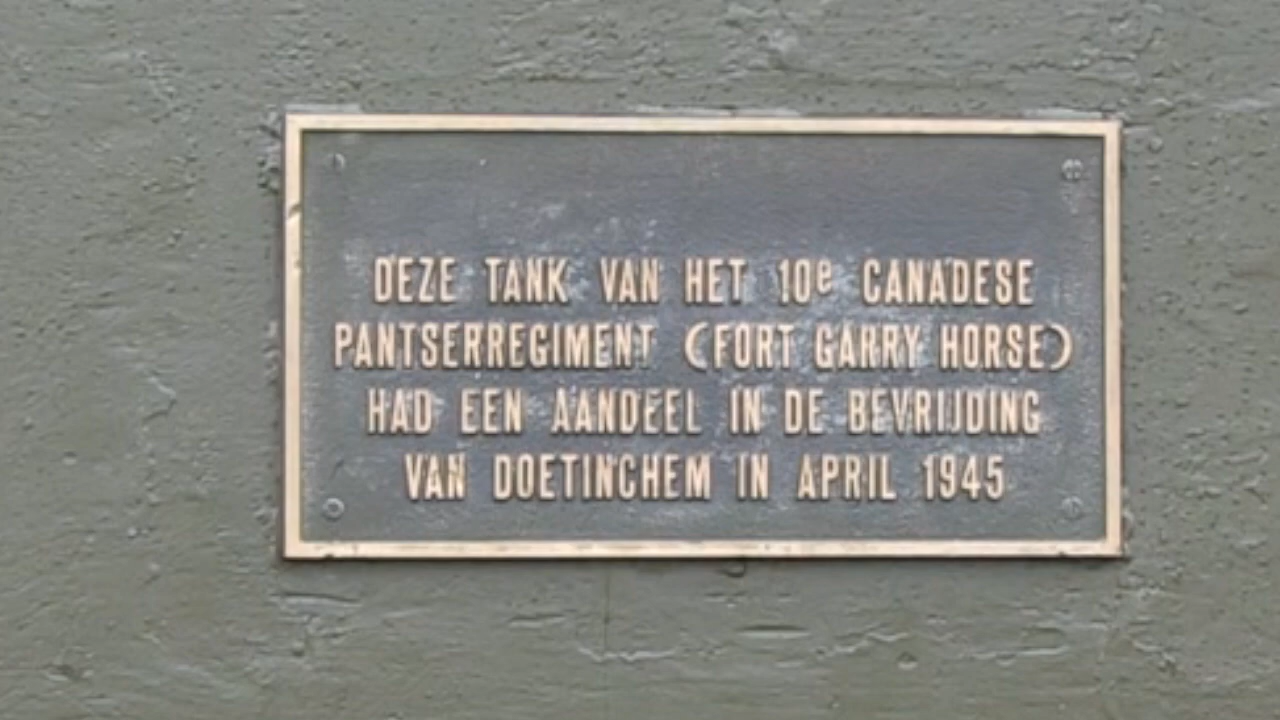 DEZE TANK VAN HET 10e CANADESE
PANTSERREGIMENT (FORT GARRY HORSE)
HAD EEN AANDEEL IN DE BEVRIJDING
VAN DOETINCHEM IN APRIL 1945